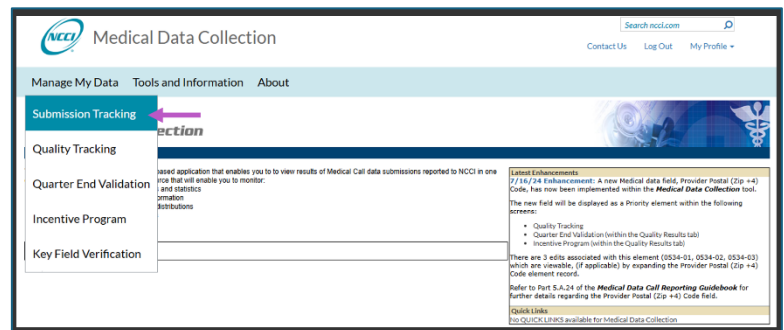 NCCI
Medical Data Collection
Search ncci.com
Contact Us Log Out My Profile
Manage My Data Tools and Information About
Submission Tracking
Quality Tracking
Quarter End Validation
Incentive Program
Key Field Verification
ection
based application that enables you to to view results of Medical Call data submissions reported to NCCI in one
rce that will enable you to monitor:
and statistics
ormation
distributions
Latest Enhancements
7/16/24 Enhancement: A new Medical data field, Provider Postal (Zip +4)
Code, has now been implemented within the Medical Data Collection tool.
The new field will be displayed as a Priority element within the following
screens:
• Quality Tracking
• Quarter End Validation (within the Quality Results tab)
• Incentive Program (within the Quality Results tab)
There are 3 edits associated with this element (0534-01, 0534-02, 0534-03)
which are viewable, (if applicable) by expanding the Provider Postal (Zip +4)
Code element record.
Refer to Part 5.A.24 of the Medical Data Call Reporting Guidebook for
further details regarding the Provider Postal (Zip +4) Code field.
Quick Links
No QUICK LINKS available for Medical Data Collection